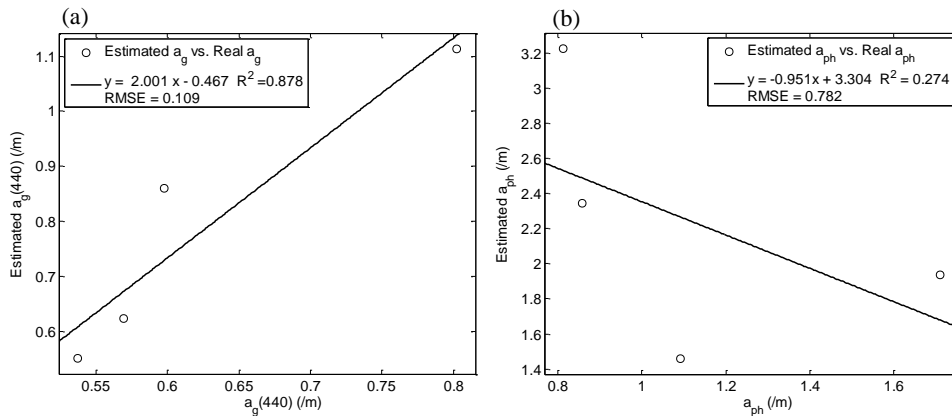 (a)
Estimated a_g vs. Real a_g
y = 2.001 x - 0.467 R² =0.878
RMSE = 0.109
1.1
1
0.9
0.8
0.7
0.6
Estimated a_g(440) (/m)
0.55
0.6
0.65
0.7
0.75
0.8
a_g(440) (/m)
(b)
Estimated a_ph vs. Real a_ph
y = -0.951x + 3.304 R² = 0.274
RMSE = 0.782
3.2
3
2.8
2.6
2.4
2.2
2
1.8
1.6
1.4
Estimated a_ph (/m)
0.8
1
1.2
1.4
1.6
a_ph (/m)